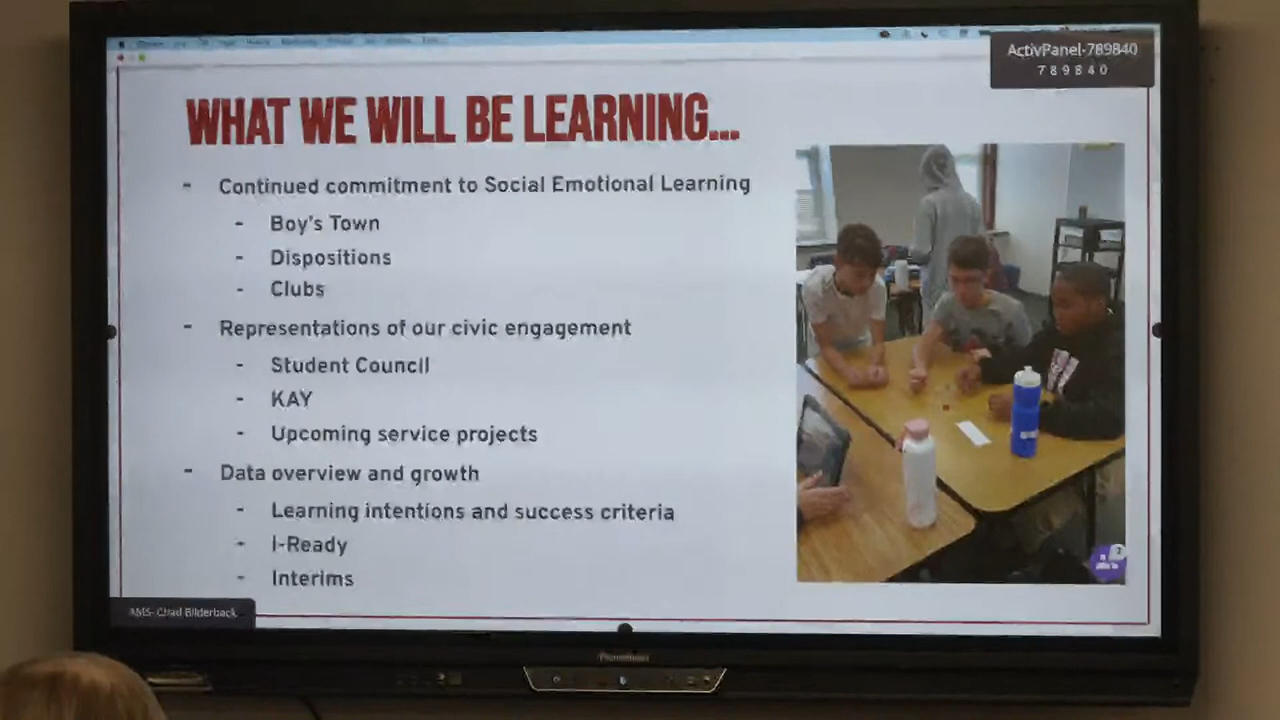 ActivPanel-789840
789840
WHAT WE WILL BE LEARNING...
- Continued commitment to Social Emotional Learning
- Boy's Town
- Dispositions
- Clubs
- Representations of our civic engagement
- Student Council
- KAY
- Upcoming service projects
- Data overview and growth
- Learning intentions and success criteria
- I-Ready
- Interims
AMS- Chad Bilderback
Promethean